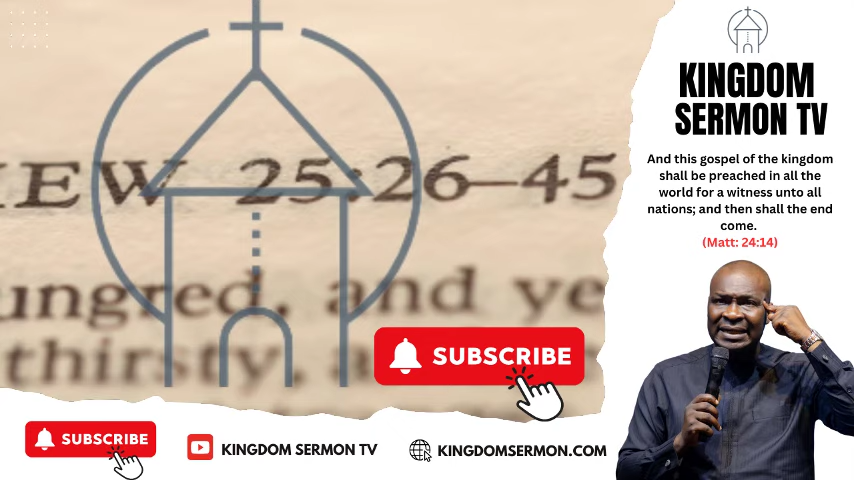 KINGDOM
SERMON TV
And this gospel of the kingdom
shall be preached in all the
world for a witness unto all
nations; and then shall the end
come.
(Matt: 24:14)
25:26–45
ungred, and ye
thirsty,
SUBSCRIBE
SUBSCRIBE
KINGDOM SERMON TV
KINGDOMSERMON.COM